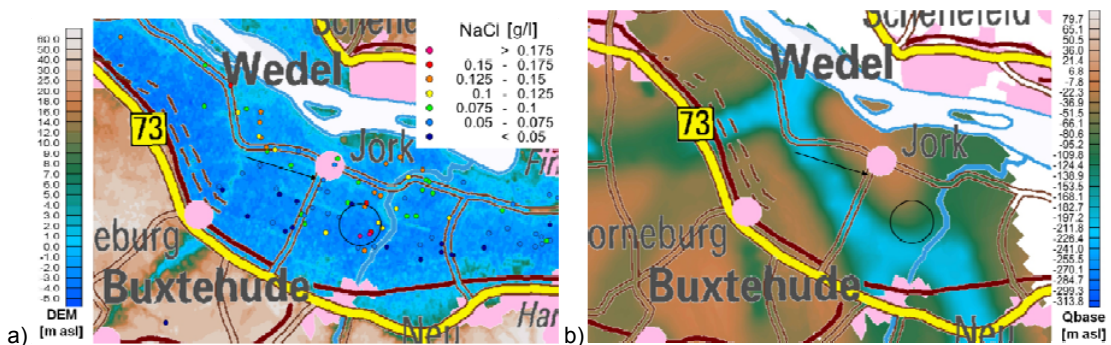 Schenefeld
Wedel
73
Jork
Fin
eburg
Buxtehude
Neu
Har
NaCl [g/l]
> 0.175
0.15 - 0.175
0.125 - 0.15
0.1 - 0.125
0.075 - 0.1
0.05 - 0.075
< 0.05
60.0
50.0
40.0
30.0
20.0
18.0
16.0
14.0
12.0
10.0
9.0
8.0
7.0
6.0
5.0
4.0
3.0
2.0
1.0
0.0
-1.0
-2.0
-3.0
-4.0
-5.0
DEM
[m asl]
a)
Schenefeld
Wedel
73
Jork
orneburg
Buxtehude
Neu
79.7
65.1
50.5
36.0
21.4
6.8
-7.8
-22.3
-36.9
-51.5
-66.1
-80.6
-95.2
-109.8
-124.4
-138.9
-153.5
-168.1
-182.7
-197.2
-211.8
-226.4
-241.0
-255.5
-270.1
-284.7
-299.3
-313.8
Qbase
[m asl]
b)